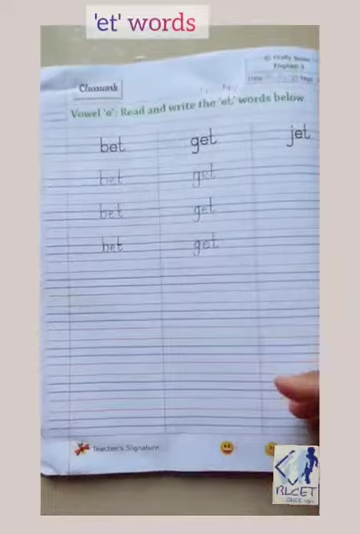 'et' words
Classwork
Vowel 'e': Read and write the 'et' words below
bet get jet
bet get
bet get
bet get
Teacher's Signature
RLCET